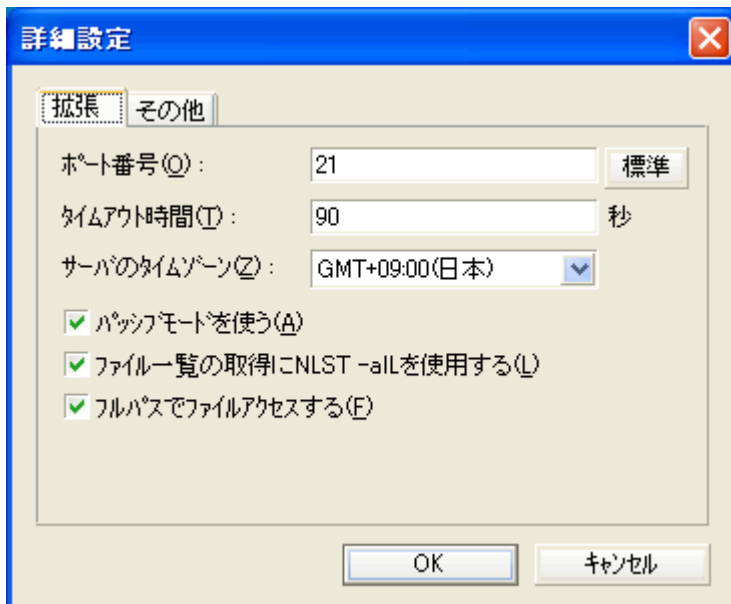 詳細設定
拡張 その他
ポート番号(O): 21 標準
タイムアウト時間(T): 90 秒
サーバのタイムゾーン(Z): GMT+09:00(日本)
パッシブモードを使う(A)
ファイル一覧の取得にNLST -alLを使用する(L)
フルパスでファイルアクセスする(F)
OK キャンセル